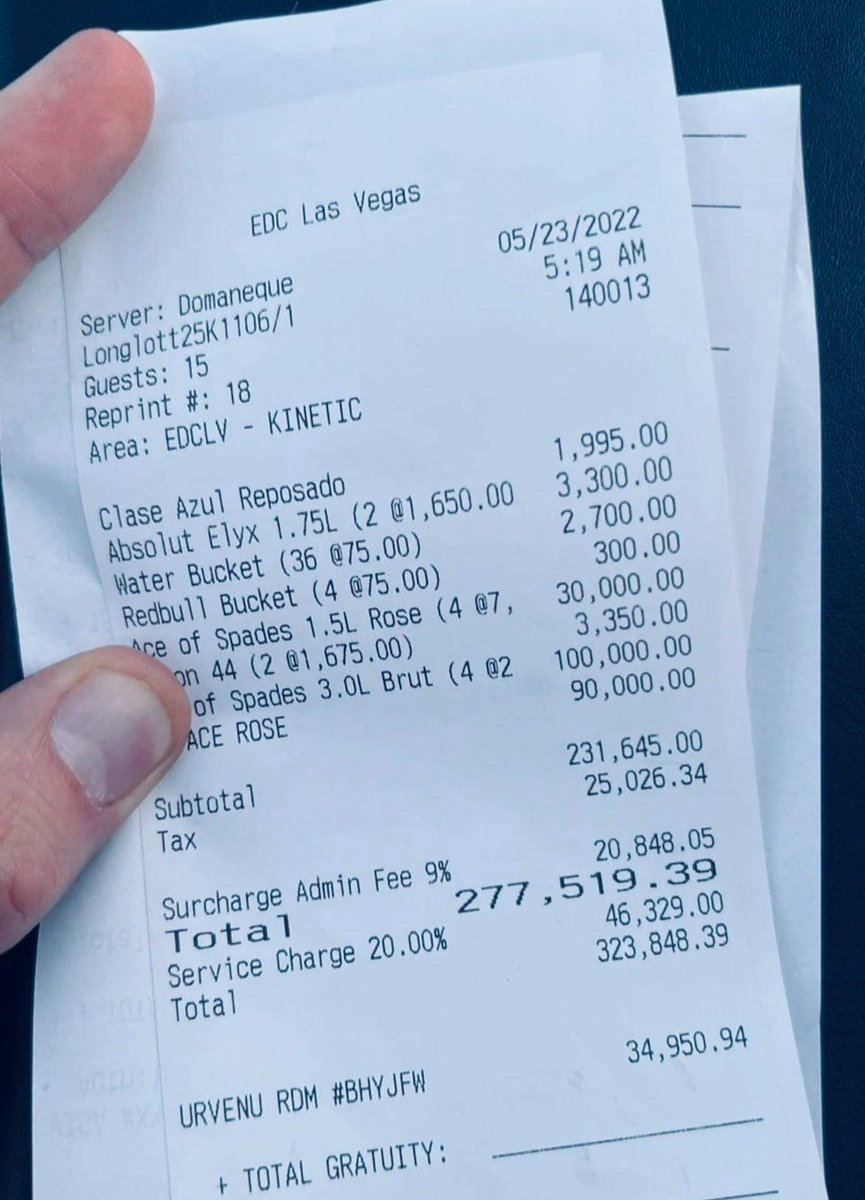 EDC Las Vegas
05/23/2022
5:19 AM
Server: Domaneque 140013
Longlott25K1106/1
Guests: 15
Reprint #: 18
Area: EDCLV - KINETIC
Clase Azul Reposado 1,995.00
Absolut Elyx 1.75L (2 @1,650.00 3,300.00
Water Bucket (36 @75.00) 2,700.00
Redbull Bucket (4 @75.00) 300.00
Ace of Spades 1.5L Rose (4 @7, 30,000.00
on 44 (2 @1,675.00) 3,350.00
of Spades 3.0L Brut (4 @2 100,000.00
ACE ROSE 90,000.00
Subtotal 231,645.00
Tax 25,026.34
Surcharge Admin Fee 9% 20,848.05
Total 277,519.39
Service Charge 20.00% 46,329.00
Total 323,848.39
URVENU RDM #BHYJFW 34,950.94
+ TOTAL GRATUITY: